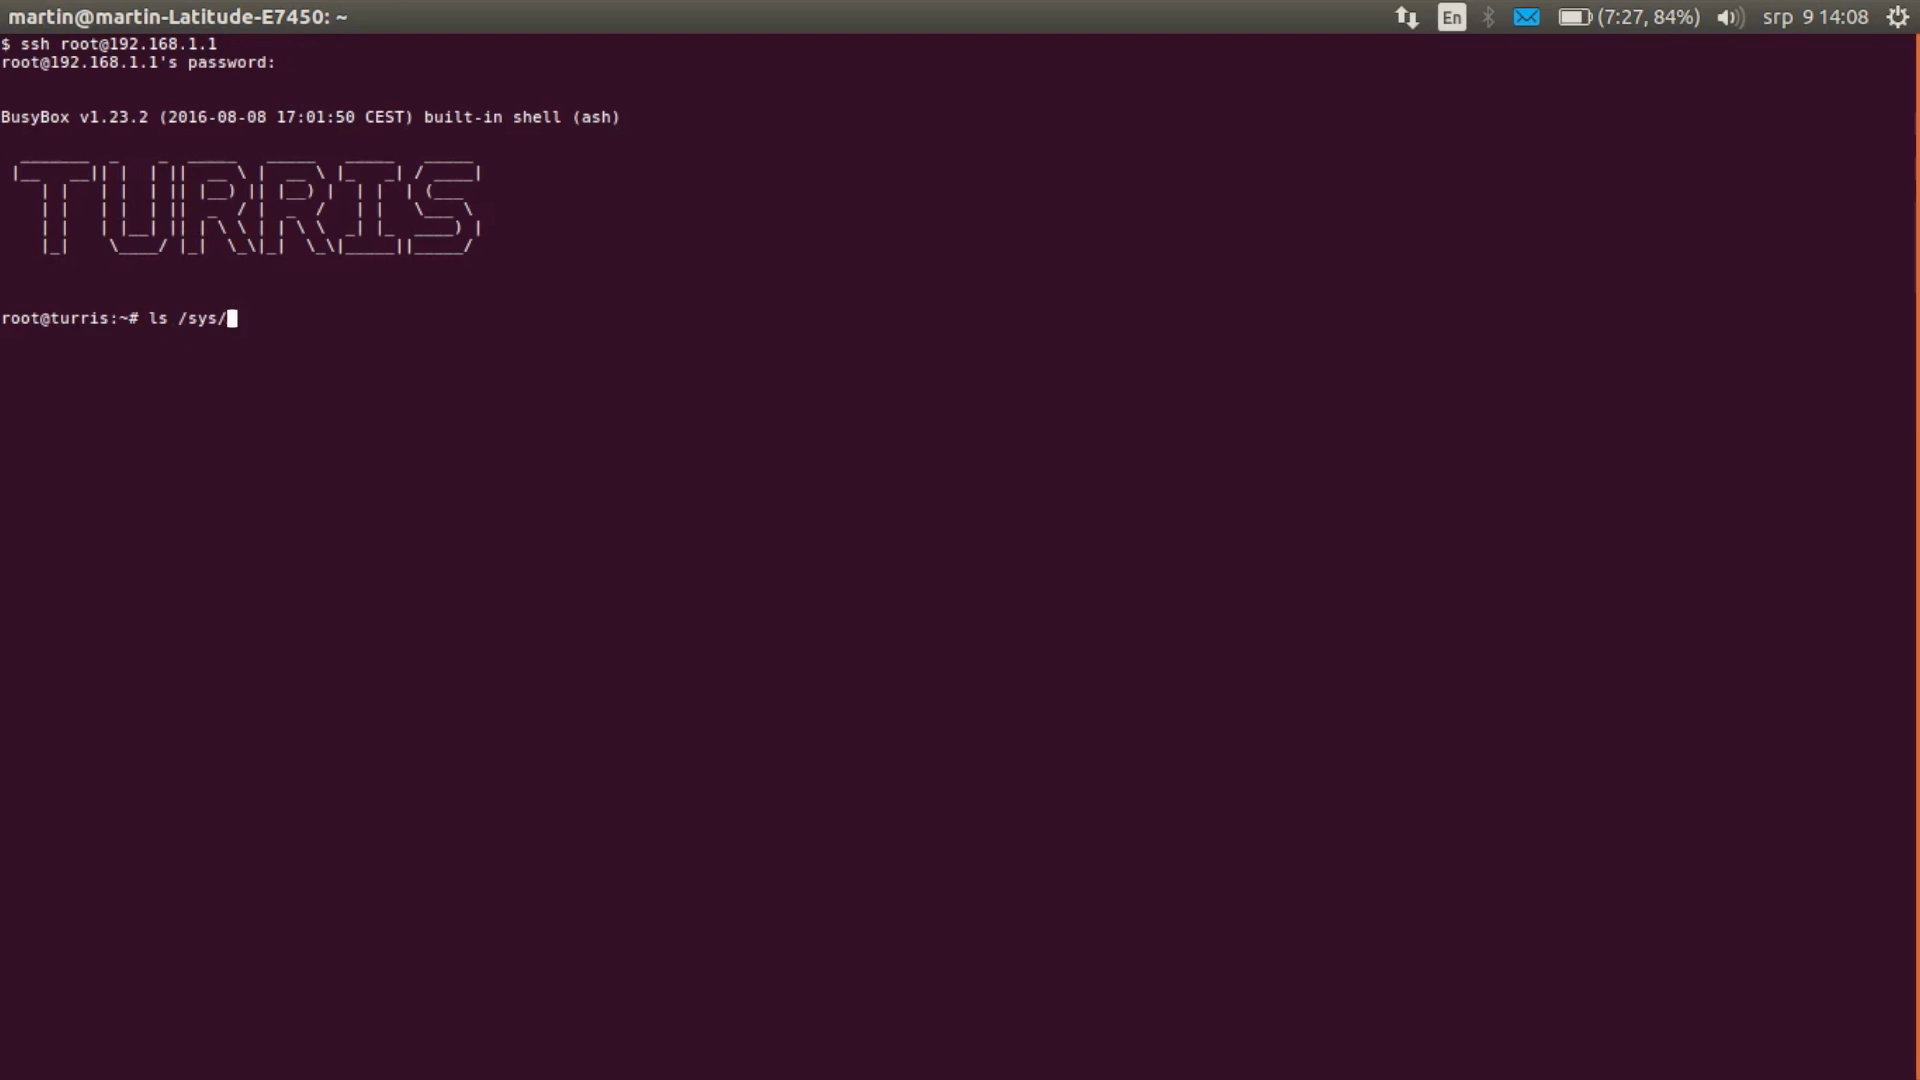 martin@martin-Latitude-E7450: ~
En
(7:27, 84%)
srp 9 14:08
$ ssh root@192.168.1.1
root@192.168.1.1's password:
BusyBox v1.23.2 (2016-08-08 17:01:50 CEST) built-in shell (ash)
TURRIS
root@turris:~# ls /sys/